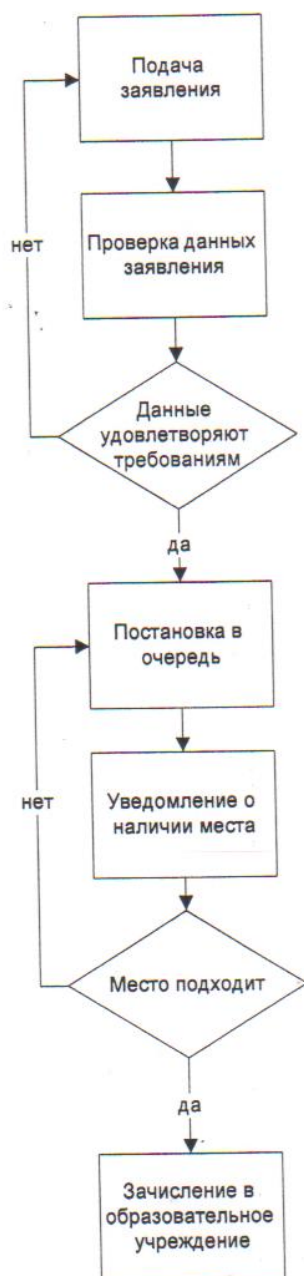 Подача
заявления
нет
Проверка данных
заявления
Данные
удовлетворяют
требованиям
да
Постановка в
очередь
нет
Уведомление о
наличии места
Место подходит
да
Зачисление в
образовательное
учреждение